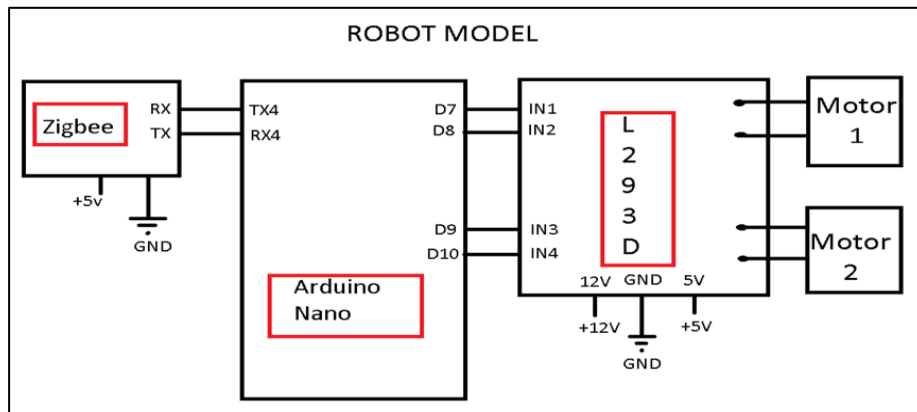 ROBOT MODEL
Zigbee
RX
TX
+5v
GND
TX4
RX4
D7
D8
D9
D10
Arduino
Nano
IN1
IN2
IN3
IN4
L
2
9
3
D
12V GND 5V
+12V
+5V
GND
Motor
1
Motor
2